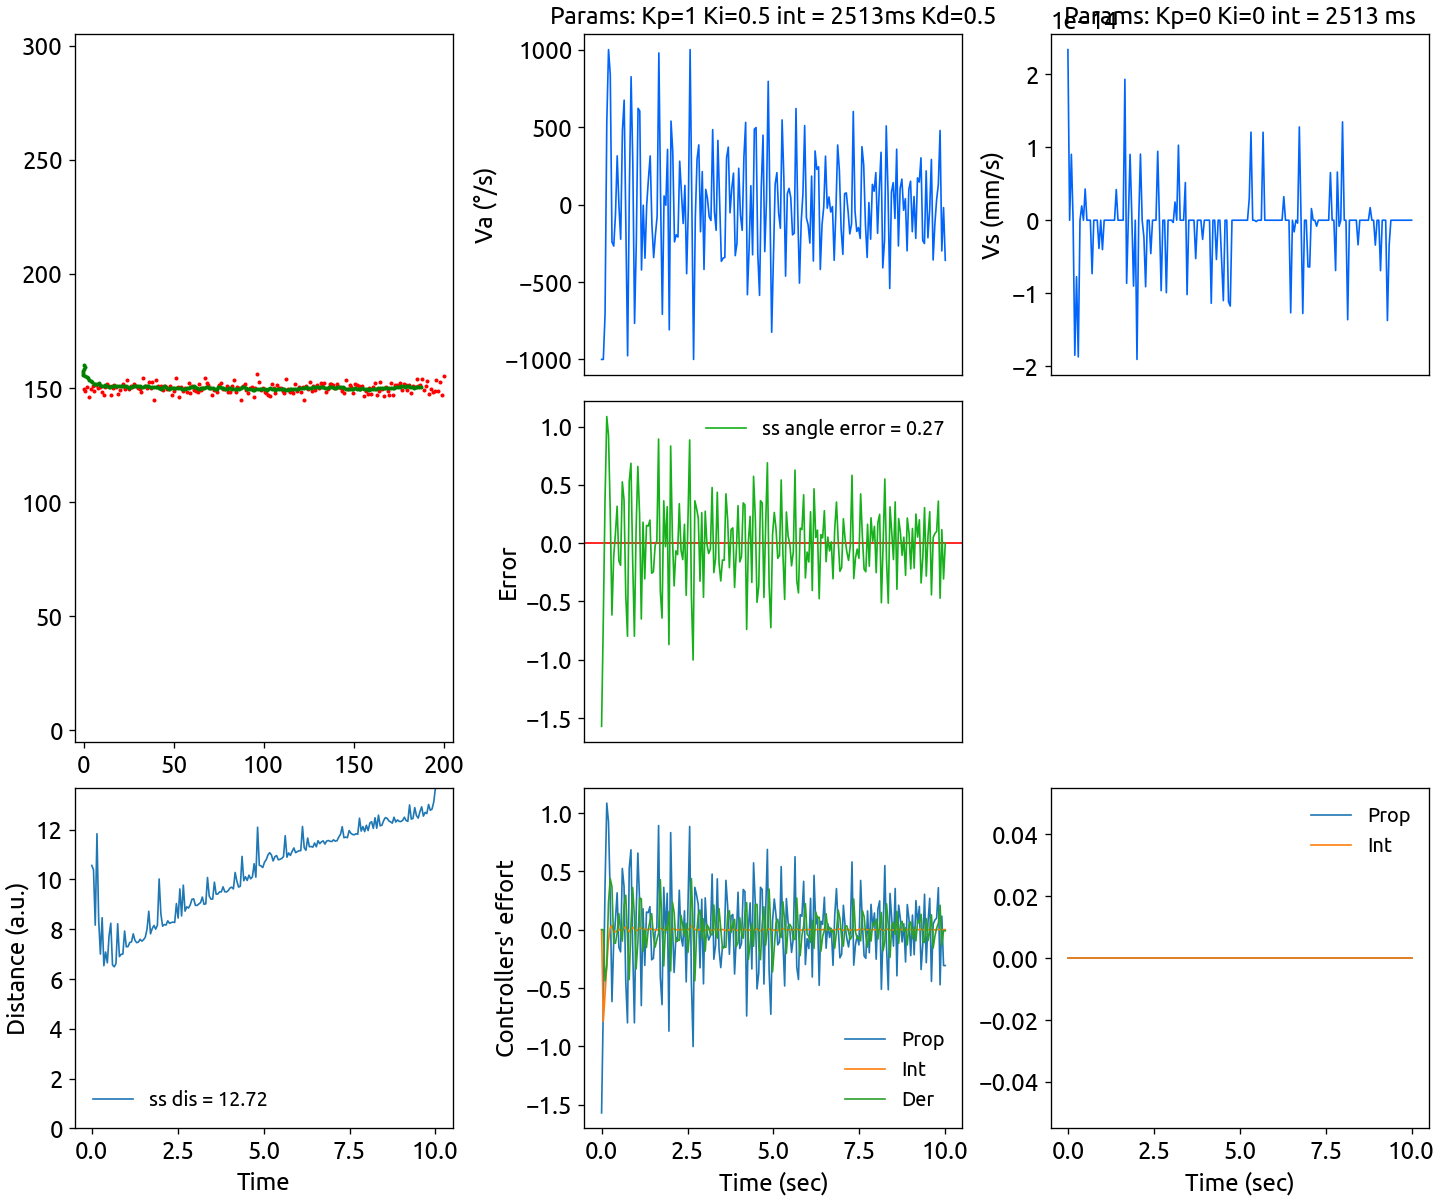 Params: Kp=1 Ki=0.5 int = 2513ms Kd=0.5
1e−14
Params: Kp=0 Ki=0 int = 2513 ms
300
250
200
150
100
50
0
0 50 100 150 200
Va (°/s)
1000
500
0
−500
−1000
Vs (mm/s)
2
1
0
−1
−2
Error
1.0
0.5
0.0
−0.5
−1.0
−1.5
ss angle error = 0.27
Distance (a.u.)
12
10
8
6
4
2
0
ss dis = 12.72
0.0 2.5 5.0 7.5 10.0
Time
Controllers' effort
1.0
0.5
0.0
−0.5
−1.0
−1.5
Prop
Int
Der
0.0 2.5 5.0 7.5 10.0
Time (sec)
0.04
0.02
0.00
−0.02
−0.04
Prop
Int
0.0 2.5 5.0 7.5 10.0
Time (sec)